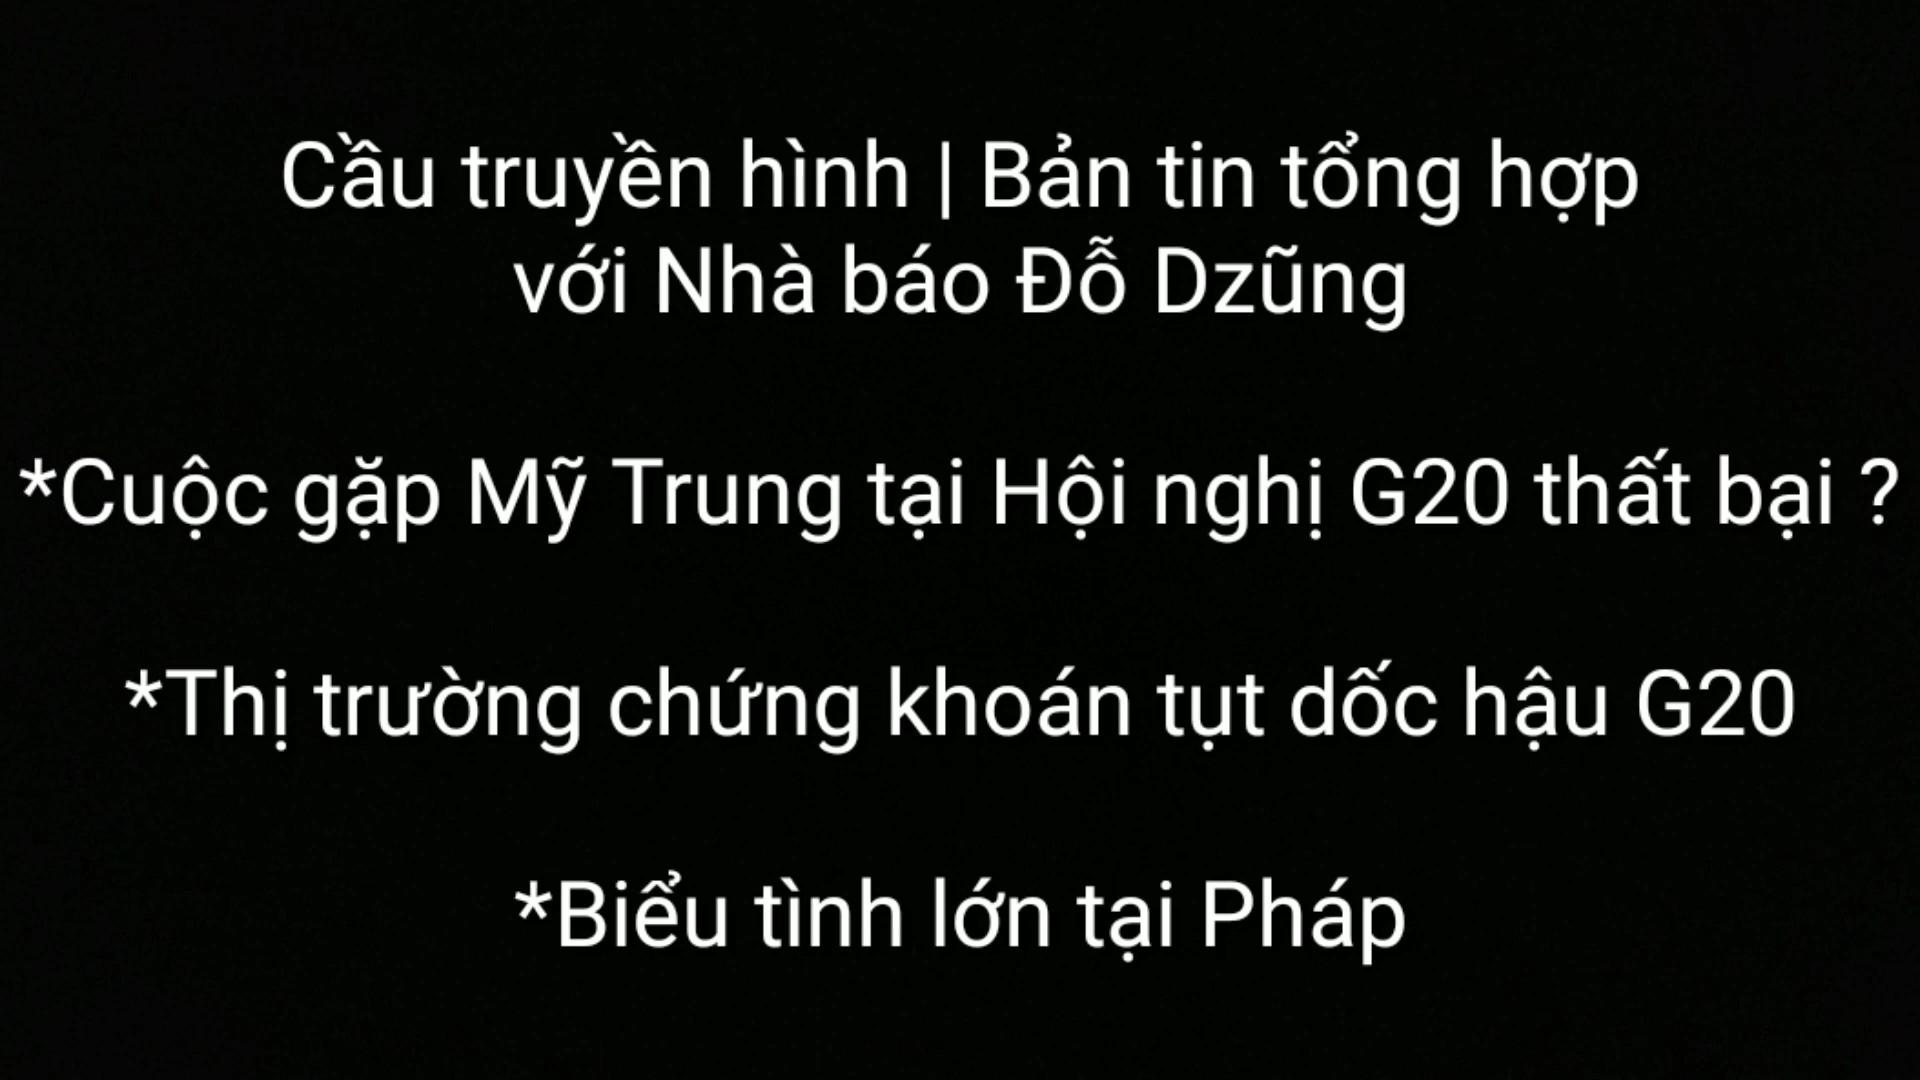 Cầu truyền hình | Bản tin tổng hợp
với Nhà báo Đỗ Dzũng
*Cuộc gặp Mỹ Trung tại Hội nghị G20 thất bại ?
*Thị trường chứng khoán tụt dốc hậu G20
*Biểu tình lớn tại Pháp